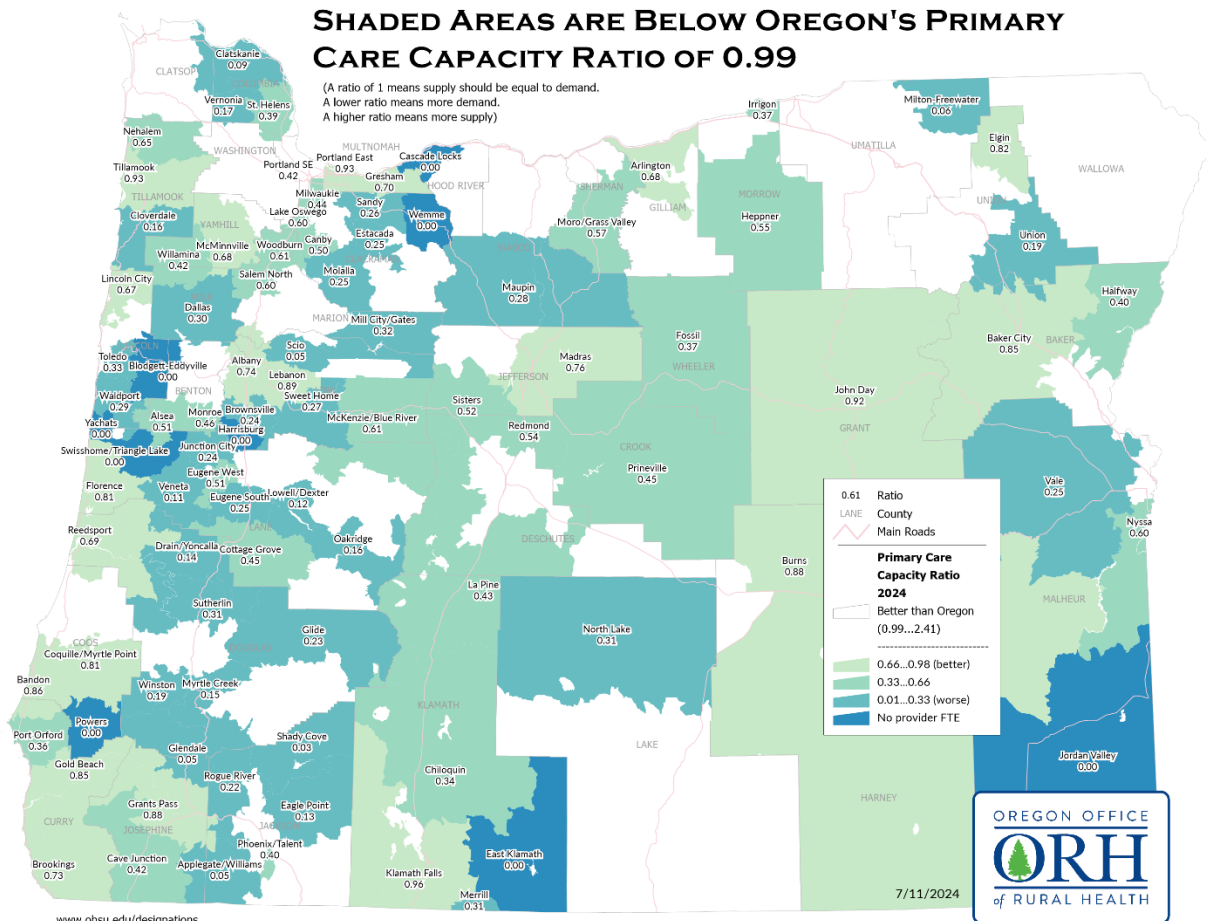 SHADED AREAS ARE BELOW OREGON'S PRIMARY
CARE CAPACITY RATIO OF 0.99
(A ratio of 1 means supply should be equal to demand.
A lower ratio means more demand.
A higher ratio means more supply)
CLATSOP
Clatskanie
0.09
COLUMBIA
Vernonia
0.17
St. Helens
0.39
Nehalem
0.65
WASHINGTON
Tillamook
0.93
TILLAMOOK
Portland SE
0.42
Portland East
0.93
MULTNOMAH
Cascade Locks
0.00
Gresham
0.70
HOOD RIVER
Milwaukie
0.44
Sandy
0.26
Wemme
0.00
Lake Oswego
0.60
Cloverdale
0.16
YAMHILL
McMinnville
0.68
Willamina
0.42
Woodburn
0.61
Canby
0.50
Estacada
0.25
Molalla
0.25
Salem North
0.60
Lincoln City
0.67
Dallas
0.30
MARION
Mill City/Gates
0.32
Maupin
0.28
SHERMAN
Moro/Grass Valley
0.57
Arlington
0.68
GILLIAM
Irrigon
0.37
MORROW
Heppner
0.55
UMATILLA
Milton-Freewater
0.06
Elgin
0.82
WALLOWA
Union
0.19
Halfway
0.40
Baker City
0.85
BAKER
Toledo
0.33
Blodgett-Eddyville
0.00
BENTON
Albany
0.74
Scio
0.05
Lebanon
0.89
Sweet Home
0.27
Waldport
0.29
Yachats
0.00
Alsea
0.51
Monroe
0.46
Brownsville
0.24
Harrisburg
0.00
McKenzie/Blue River
0.61
Sisters
0.52
JEFFERSON
Madras
0.76
Redmond
0.54
Fossil
0.37
WHEELER
CROOK
Prineville
0.45
John Day
0.92
GRANT
Swisshome/Triangle Lake
0.00
Junction City
0.24
Eugene West
0.51
Florence
0.81
Veneta
0.11
Eugene South
0.25
Lowell/Dexter
0.12
LANE
Reedsport
0.69
Drain/Yoncalla
0.14
Cottage Grove
0.45
Oakridge
0.16
DESCHUTES
La Pine
0.43
Burns
0.88
Vale
0.25
Nyssa
0.60
MALHEUR
Sutherlin
0.31
Glide
0.23
DOUGLAS
North Lake
0.31
COOS
Coquille/Myrtle Point
0.81
Bandon
0.86
Winston
0.19
Myrtle Creek
0.15
Powers
0.00
Port Orford
0.36
Gold Beach
0.85
Glendale
0.05
Shady Cove
0.03
KLAMATH
LAKE
Chiloquin
0.34
Rogue River
0.22
Eagle Point
0.13
Grants Pass
0.88
CURRY
JOSEPHINE
JACKSON
Phoenix/Talent
0.40
Brookings
0.73
Cave Junction
0.42
Applegate/Williams
0.05
Klamath Falls
0.96
Merrill
0.31
East Klamath
0.00
HARNEY
Jordan Valley
0.00
0.61 Ratio
LANE County
Main Roads
Primary Care
Capacity Ratio
2024
Better than Oregon
(0.99...2.41)
0.66...0.98 (better)
0.33...0.66
0.01...0.33 (worse)
No provider FTE
7/11/2024
OREGON OFFICE
ORH
of RURAL HEALTH
www.ohsu.edu/designations